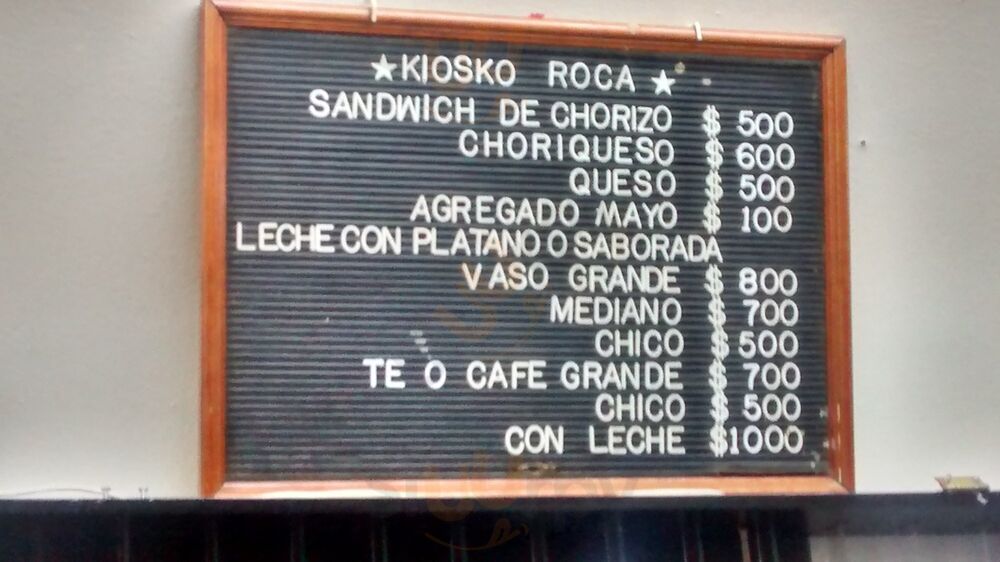 ★KIOSKO ROCA★
SANDWICH DE CHORIZO $ 500
CHORIQUESO $ 600
QUESO $ 500
AGREGADO MAYO $ 100
LECHE CON PLATANO O SABORADA
VASO GRANDE $ 800
MEDIANO $ 700
CHICO $ 500
TE O CAFE GRANDE $ 700
CHICO $ 500
CON LECHE $1000